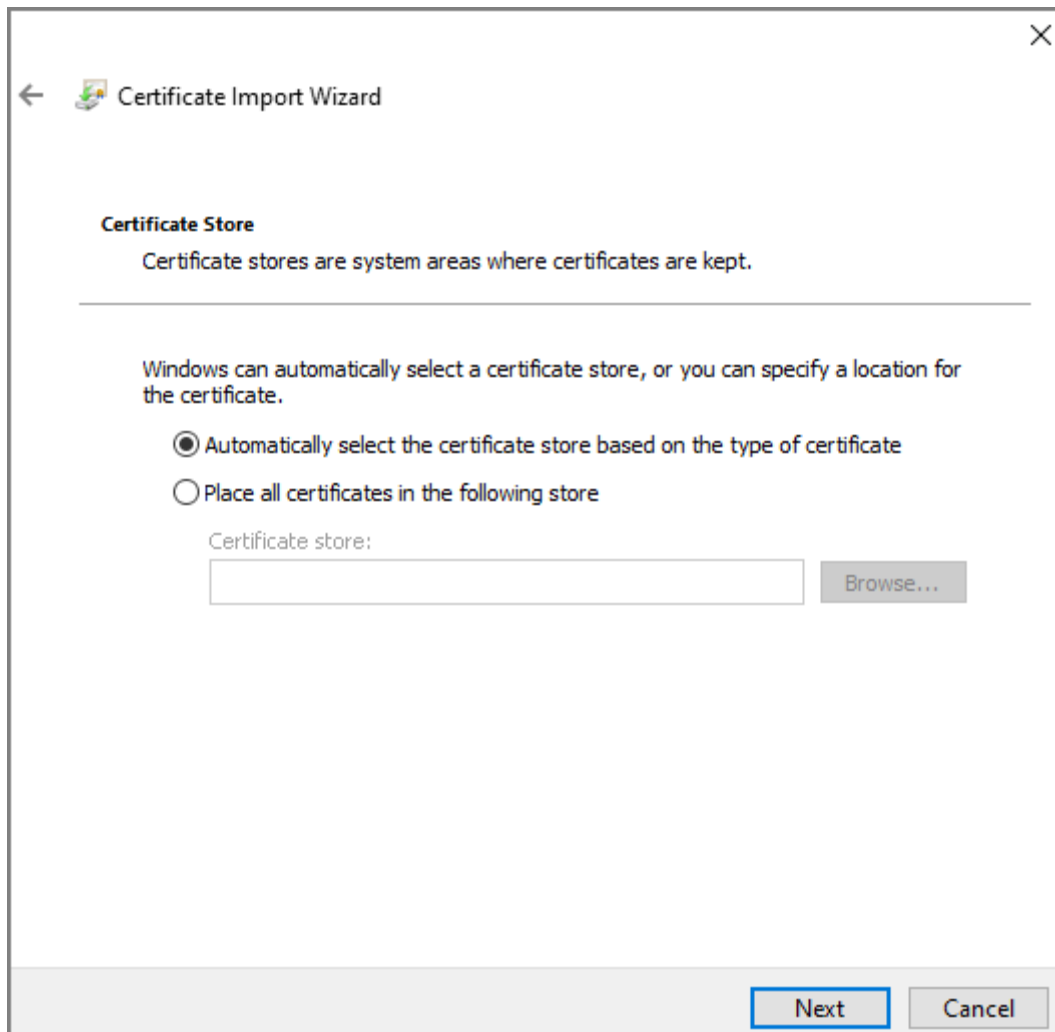 Certificate Import Wizard
Certificate Store
Certificate stores are system areas where certificates are kept.
Windows can automatically select a certificate store, or you can specify a location for
the certificate.
Automatically select the certificate store based on the type of certificate
Place all certificates in the following store
Certificate store:
Browse...
Next
Cancel